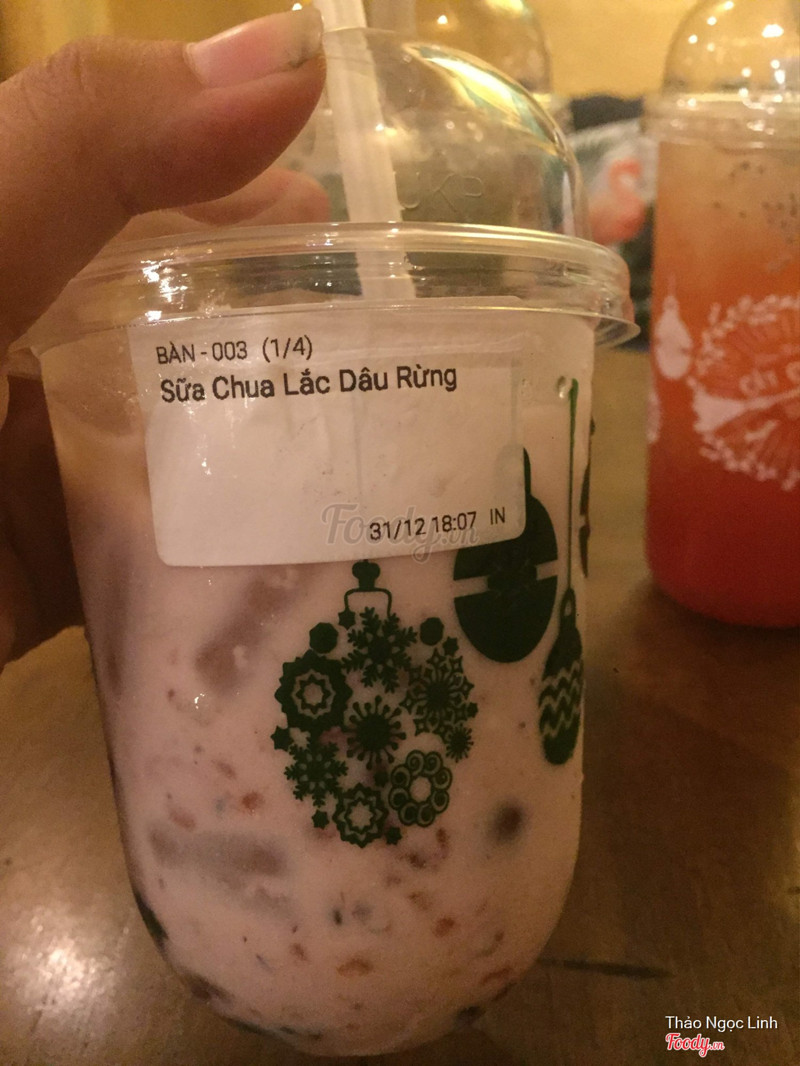 UKP
BÀN - 003 (1/4)
Sữa Chua Lắc Dâu Rừng
31/12 18:07 IN
Foody.vn
Thảo Ngọc Linh
Foody.vn